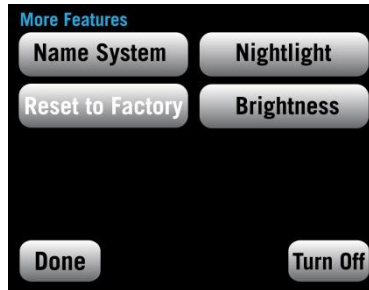 More Features
Name System Nightlight
Reset to Factory Brightness
Done Turn Off